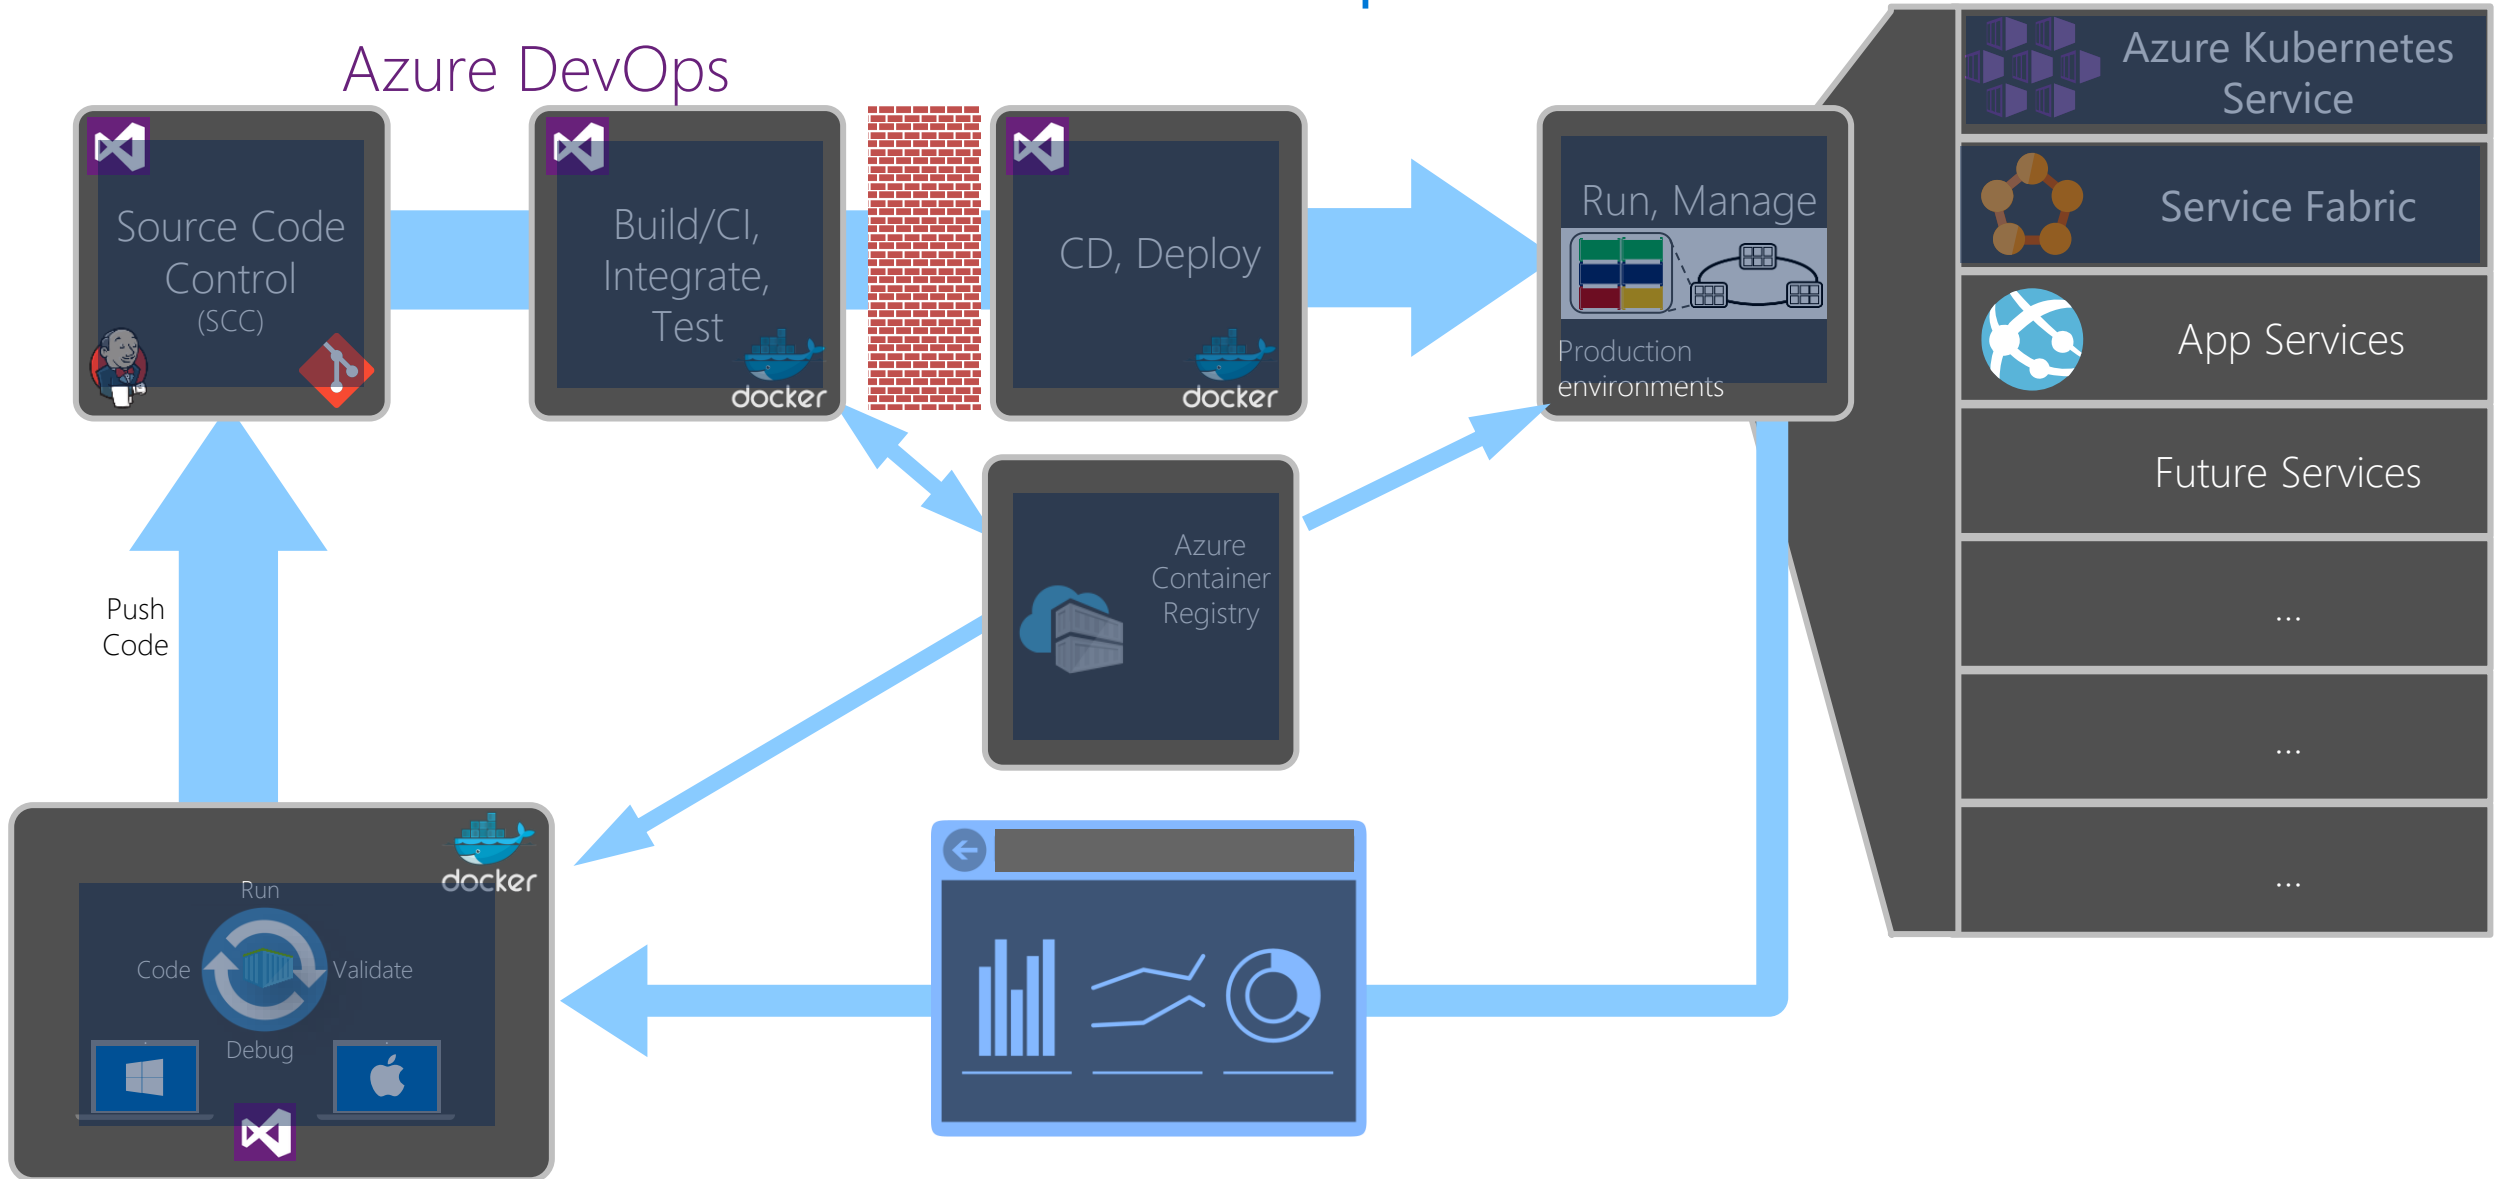 Azure DevOps
Source Code
Control
(SCC)
Build/CI,
Integrate,
Test
docker
CD, Deploy
docker
Run, Manage
Production
environments
Azure Kubernetes
Service
Service Fabric
App Services
Future Services
...
...
...
Azure
Container
Registry
Push
Code
docker
Run
Code
Validate
Debug